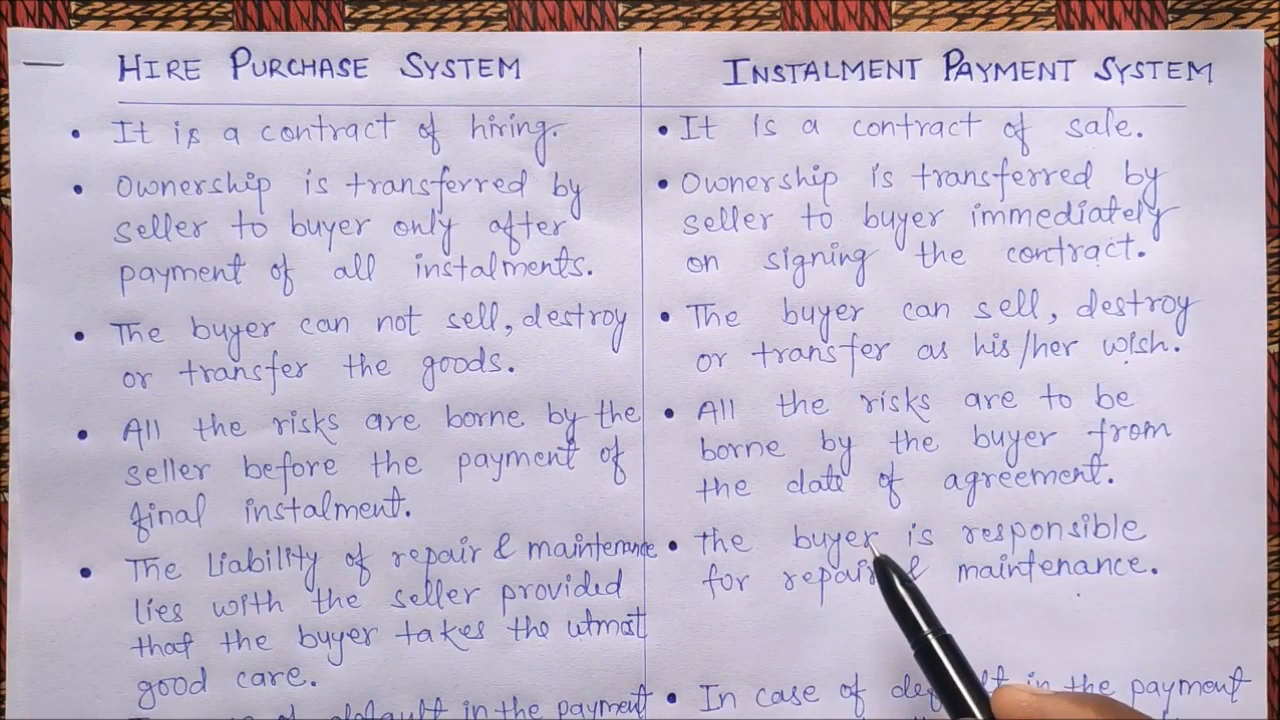 HIRE PURCHASE SYSTEM
• It is a contract of hiring.
• Ownership is transferred by
seller to buyer only after
payment of all instalments.
• The buyer can not sell, destroy
or transfer the goods.
• All the risks are borne by the
seller before the payment of
final instalment.
• The liability of repair & maintenance
lies with the seller provided
that the buyer takes the utmost
good care.
default in the payment
INSTALMENT PAYMENT SYSTEM
• It is a contract of sale.
• Ownership is transferred by
seller to buyer immediately
on signing the contract.
• The buyer can sell, destroy
or transfer as his/her wish.
• All the risks are to be
borne by the buyer from
the date of agreement.
• The buyer is responsible
for repair & maintenance.
• In case of default in the payment